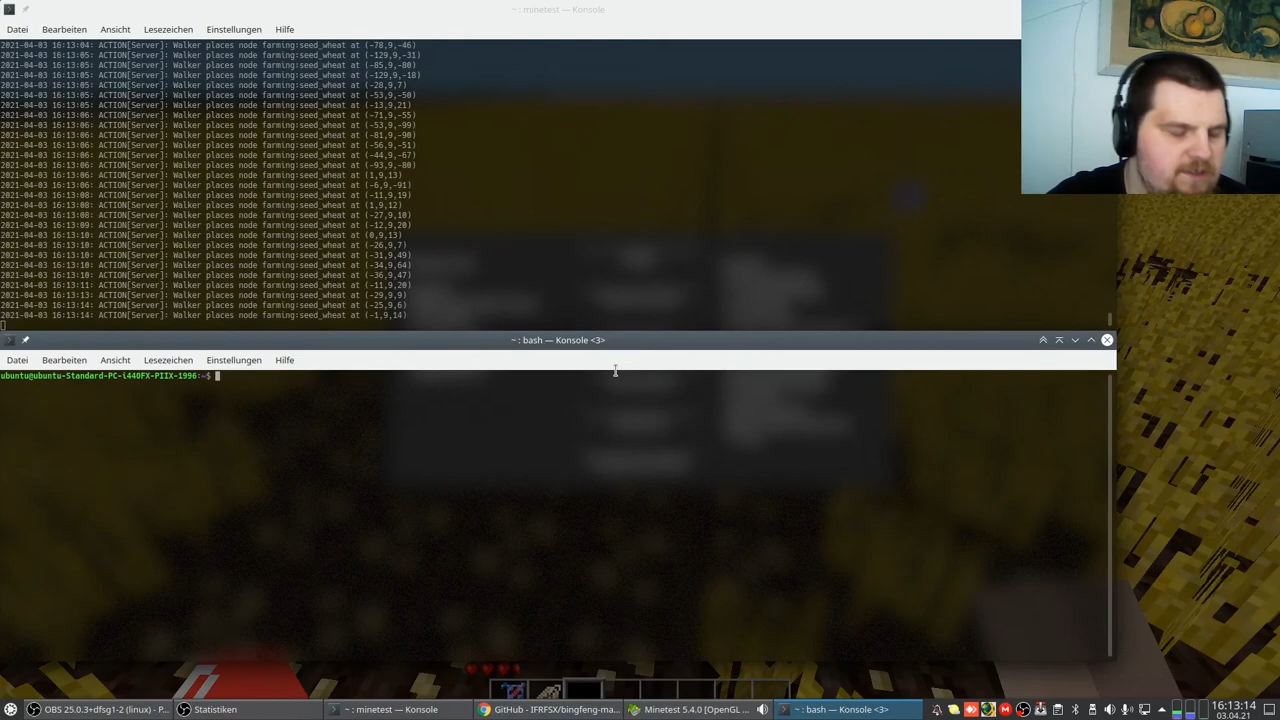 ~ : minetest — Konsole
Datei Bearbeiten Ansicht Lesezeichen Einstellungen Hilfe
2021-04-03 16:13:04: ACTION[Server]: Walker places node farming:seed_wheat at (-78,9,-46)
2021-04-03 16:13:05: ACTION[Server]: Walker places node farming:seed_wheat at (-129,9,-31)
2021-04-03 16:13:05: ACTION[Server]: Walker places node farming:seed_wheat at (-85,9,-80)
2021-04-03 16:13:05: ACTION[Server]: Walker places node farming:seed_wheat at (-129,9,-18)
2021-04-03 16:13:05: ACTION[Server]: Walker places node farming:seed_wheat at (-28,9,7)
2021-04-03 16:13:05: ACTION[Server]: Walker places node farming:seed_wheat at (-53,9,-50)
2021-04-03 16:13:05: ACTION[Server]: Walker places node farming:seed_wheat at (-13,9,21)
2021-04-03 16:13:06: ACTION[Server]: Walker places node farming:seed_wheat at (-71,9,-55)
2021-04-03 16:13:06: ACTION[Server]: Walker places node farming:seed_wheat at (-53,9,-99)
2021-04-03 16:13:06: ACTION[Server]: Walker places node farming:seed_wheat at (-81,9,-90)
2021-04-03 16:13:06: ACTION[Server]: Walker places node farming:seed_wheat at (-56,9,-51)
2021-04-03 16:13:06: ACTION[Server]: Walker places node farming:seed_wheat at (-44,9,-67)
2021-04-03 16:13:06: ACTION[Server]: Walker places node farming:seed_wheat at (-93,9,-80)
2021-04-03 16:13:06: ACTION[Server]: Walker places node farming:seed_wheat at (1,9,13)
2021-04-03 16:13:06: ACTION[Server]: Walker places node farming:seed_wheat at (-6,9,-91)
2021-04-03 16:13:08: ACTION[Server]: Walker places node farming:seed_wheat at (-11,9,19)
2021-04-03 16:13:08: ACTION[Server]: Walker places node farming:seed_wheat at (1,9,12)
2021-04-03 16:13:08: ACTION[Server]: Walker places node farming:seed_wheat at (-27,9,10)
2021-04-03 16:13:09: ACTION[Server]: Walker places node farming:seed_wheat at (-12,9,20)
2021-04-03 16:13:10: ACTION[Server]: Walker places node farming:seed_wheat at (0,9,13)
2021-04-03 16:13:10: ACTION[Server]: Walker places node farming:seed_wheat at (-26,9,7)
2021-04-03 16:13:10: ACTION[Server]: Walker places node farming:seed_wheat at (-31,9,49)
2021-04-03 16:13:10: ACTION[Server]: Walker places node farming:seed_wheat at (-34,9,64)
2021-04-03 16:13:10: ACTION[Server]: Walker places node farming:seed_wheat at (-36,9,47)
2021-04-03 16:13:11: ACTION[Server]: Walker places node farming:seed_wheat at (-11,9,20)
2021-04-03 16:13:13: ACTION[Server]: Walker places node farming:seed_wheat at (-29,9,9)
2021-04-03 16:13:14: ACTION[Server]: Walker places node farming:seed_wheat at (-25,9,6)
2021-04-03 16:13:14: ACTION[Server]: Walker places node farming:seed_wheat at (-1,9,14)
~ : bash — Konsole <3>
Datei Bearbeiten Ansicht Lesezeichen Einstellungen Hilfe
ubuntu@ubuntu-Standard-PC-i440FX-PIIX-1996:~$
OBS 25.0.3+dfsg1-2 (linux) - P... Statistiken ~ : minetest — Konsole GitHub - IFRFSX/bingfeng-ma... Minetest 5.4.0 [OpenGL ... ~ : bash — Konsole <3> 16:13:14
03.04.21